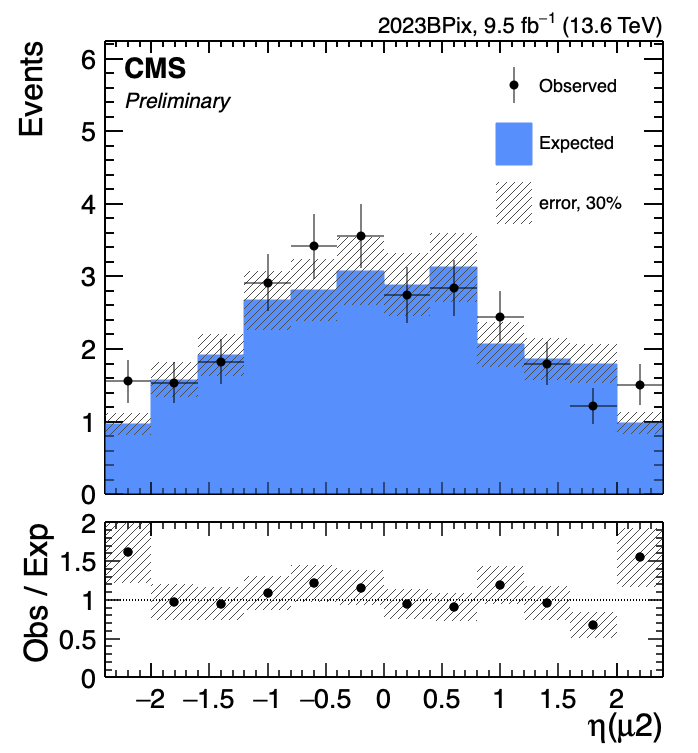 2023BPix, 9.5 fb⁻¹ (13.6 TeV)
CMS
Preliminary
Observed
Expected
error, 30%
Events
6
5
4
3
2
1
0
Obs / Exp
2
1.5
1
0.5
0
−2 −1.5 −1 −0.5 0 0.5 1 1.5 2
η(μ2)